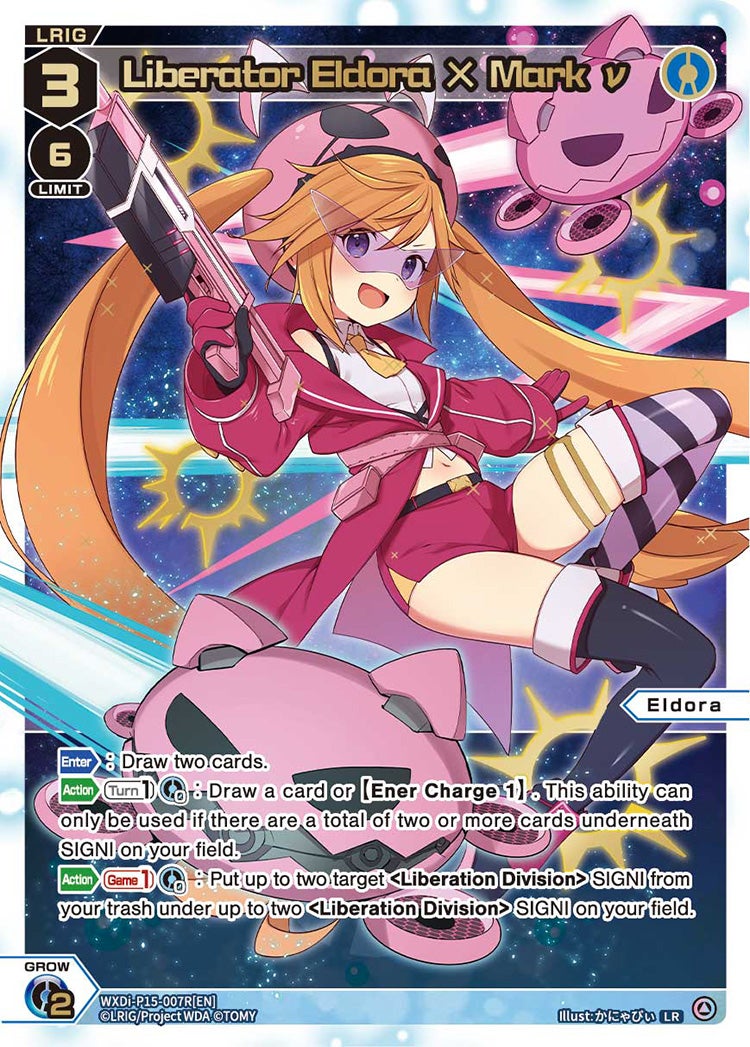 LRIG
3
Liberator Eldora × Mark ν
6
LIMIT
Eldora
Enter : Draw two cards.
Action Turn 1 0 : Draw a card or 【Ener Charge 1】. This ability can
only be used if there are a total of two or more cards underneath
SIGNI on your field.
Action Game 1 0 : Put up to two target <Liberation Division> SIGNI from
your trash under up to two <Liberation Division> SIGNI on your field.
GROW
2
WXDi-P15-007R[EN]
©LRIG/Project WDA ©TOMY
Illust:かにゃぴぃ LR